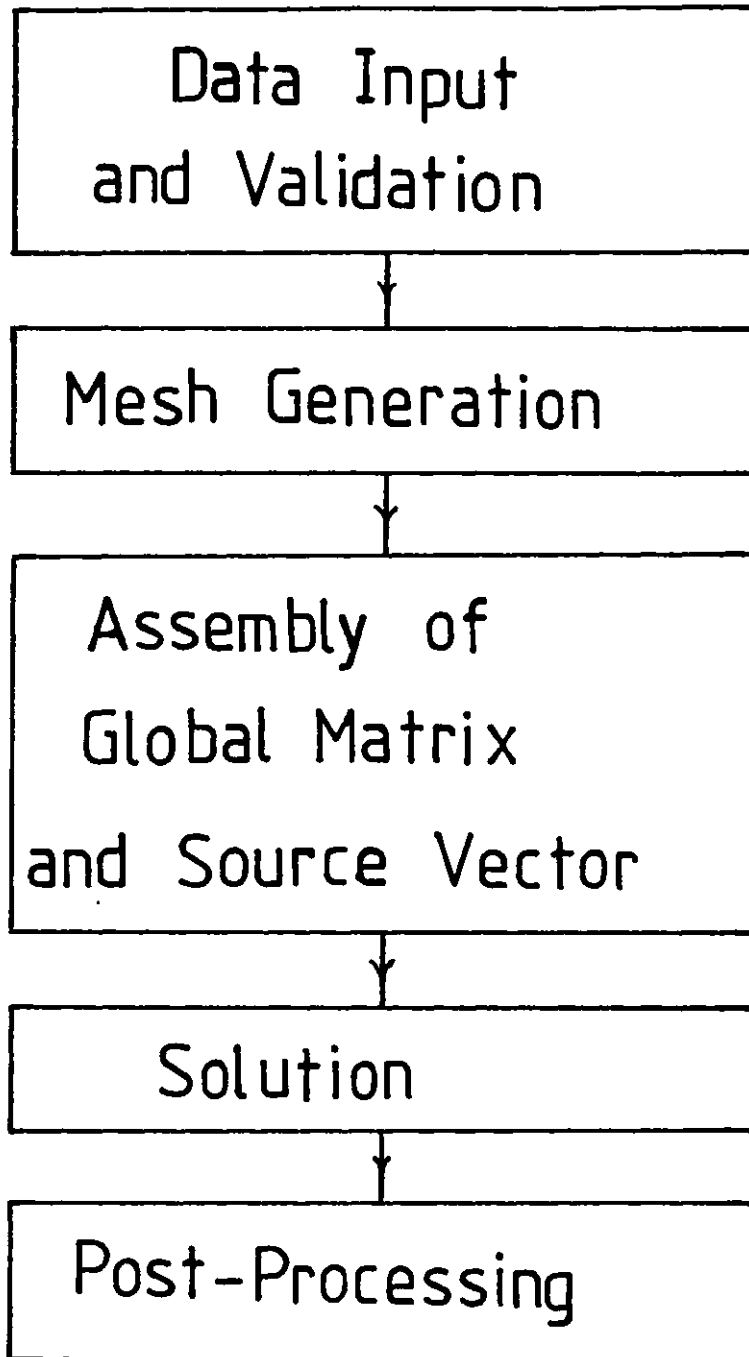 Data Input
and Validation
Mesh Generation
Assembly of
Global Matrix
and Source Vector
Solution
Post-Processing